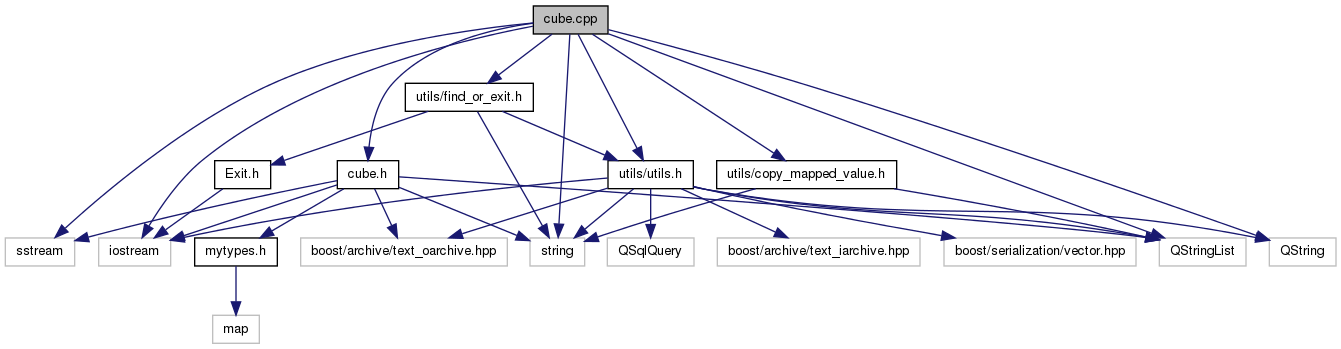 cube.cpp
utils/find_or_exit.h
Exit.h
cube.h
utils/utils.h
utils/copy_mapped_value.h
sstream
iostream
mytypes.h
boost/archive/text_oarchive.hpp
string
QSqlQuery
boost/archive/text_iarchive.hpp
boost/serialization/vector.hpp
QStringList
QString
map